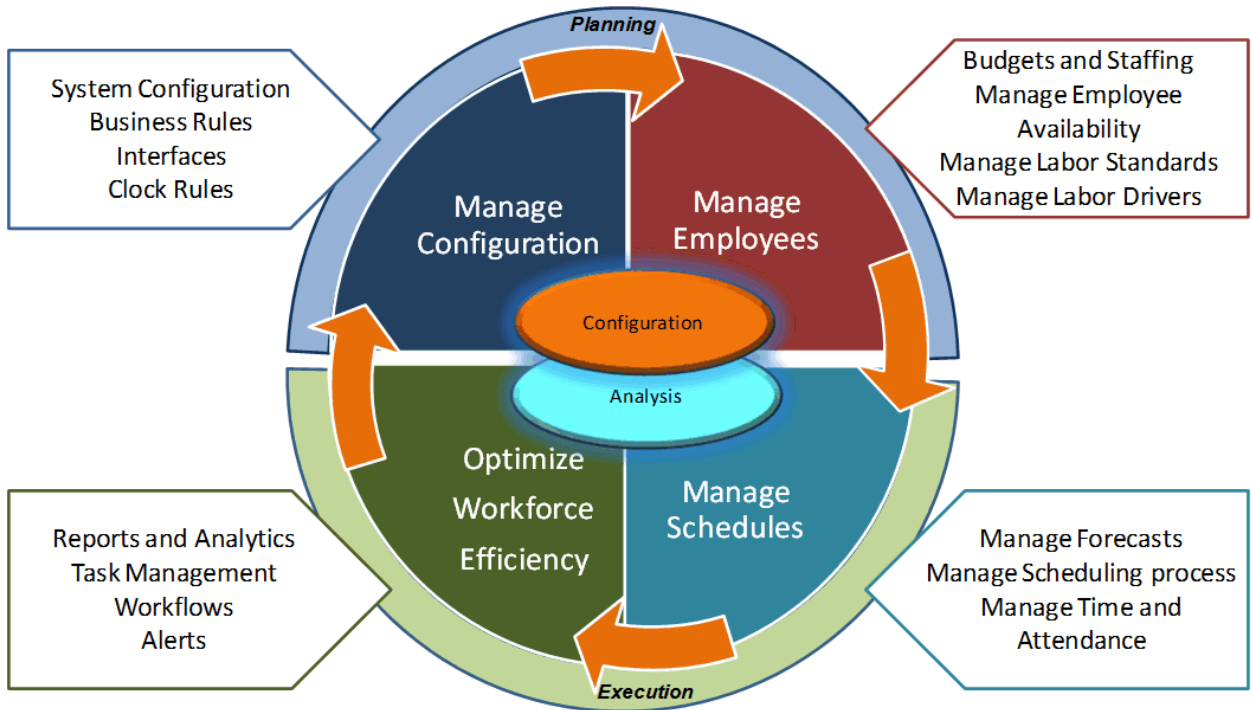 Planning
System Configuration
Business Rules
Interfaces
Clock Rules
Budgets and Staffing
Manage Employee
Availability
Manage Labor Standards
Manage Labor Drivers
Manage
Configuration
Manage
Employees
Configuration
Analysis
Optimize
Workforce
Efficiency
Manage
Schedules
Reports and Analytics
Task Management
Workflows
Alerts
Manage Forecasts
Manage Scheduling process
Manage Time and
Attendance
Execution